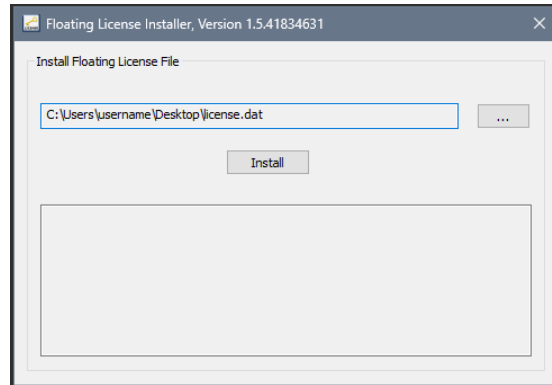 Floating License Installer, Version 1.5.41834631
Install Floating License File
C:\Users\username\Desktop\license.dat
...
Install